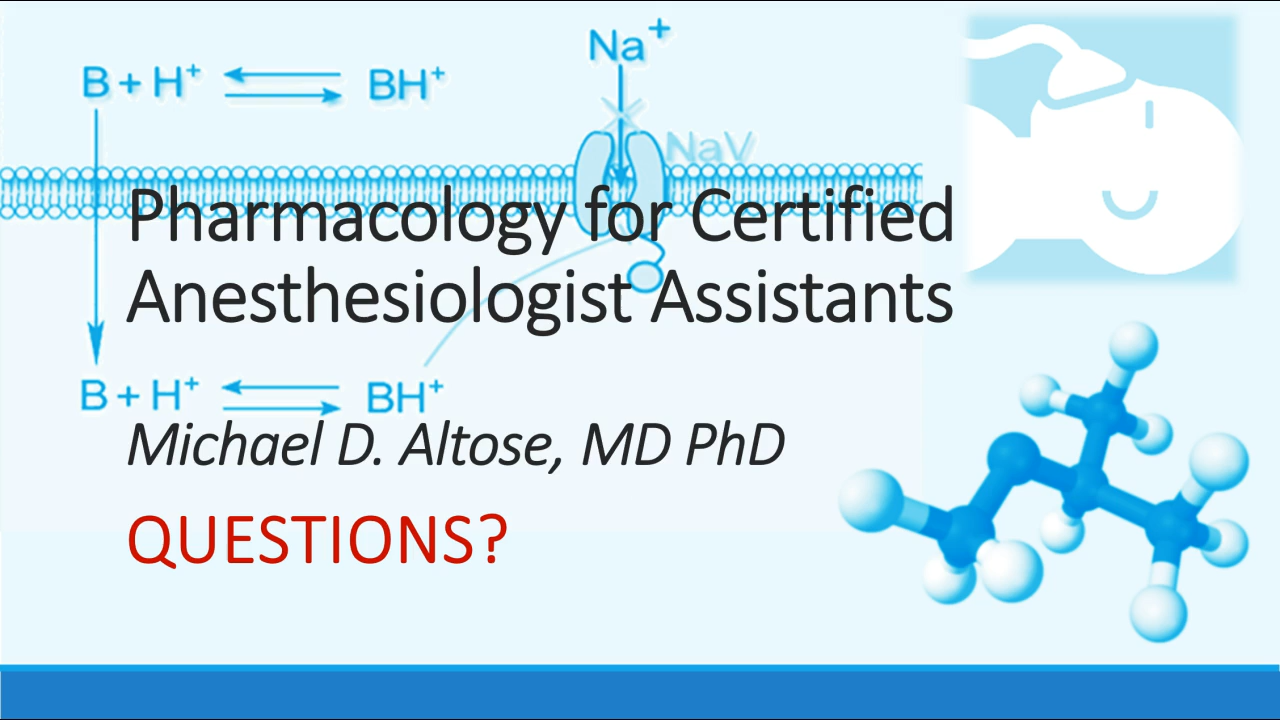 Na⁺
B + H⁺ BH⁺
NaV
Pharmacology for Certified
Anesthesiologist Assistants
B + H⁺ BH⁺
Michael D. Altose, MD PhD
QUESTIONS?